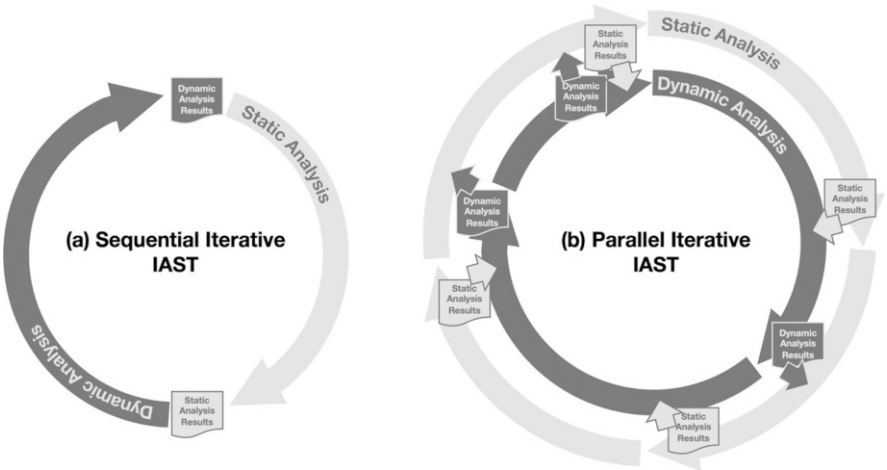 Dynamic
Analysis
Results
Static Analysis
(a) Sequential Iterative
IAST
Dynamic Analysis
Static
Analysis
Results
Static
Analysis
Results
Static Analysis
Dynamic
Analysis
Results
Dynamic Analysis
Dynamic
Analysis
Results
Static
Analysis
Results
(b) Parallel Iterative
IAST
Static
Analysis
Results
Dynamic
Analysis
Results
Static
Analysis
Results